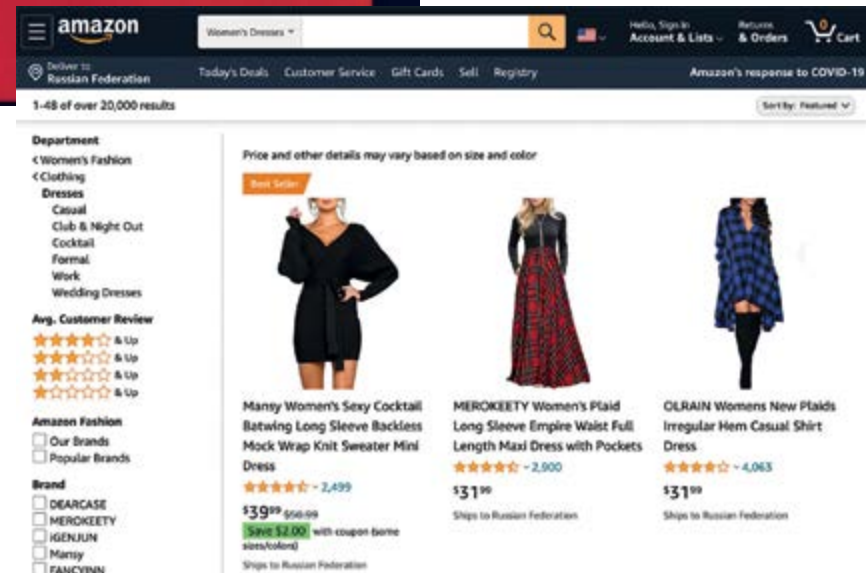 amazon
Women's Dresses
Hello, Sign in
Account & Lists
Returns
& Orders
0
Cart
Deliver to
Russian Federation
Today's Deals Customer Service Gift Cards Sell Registry
Amazon's response to COVID-19
1-48 of over 20,000 results
Sort by: Featured
Department
< Women's Fashion
< Clothing
Dresses
Casual
Club & Night Out
Cocktail
Formal
Work
Wedding Dresses
Avg. Customer Review
& Up
& Up
& Up
& Up
Amazon Fashion
Our Brands
Popular Brands
Brand
DEARCASE
MEROKEETY
iGENJUN
Mansy
FANCYINN
Price and other details may vary based on size and color
Best Seller
Mansy Women's Sexy Cocktail
Batwing Long Sleeve Backless
Mock Wrap Knit Sweater Mini
Dress
~ 2,499
$3999 $50.99
Save $2.00 with coupon (some
sizes/colors)
Ships to Russian Federation
MEROKEETY Women's Plaid
Long Sleeve Empire Waist Full
Length Maxi Dress with Pockets
~ 2,900
$3199
Ships to Russian Federation
OLRAIN Womens New Plaids
Irregular Hem Casual Shirt
Dress
~ 4,063
$3199
Ships to Russian Federation